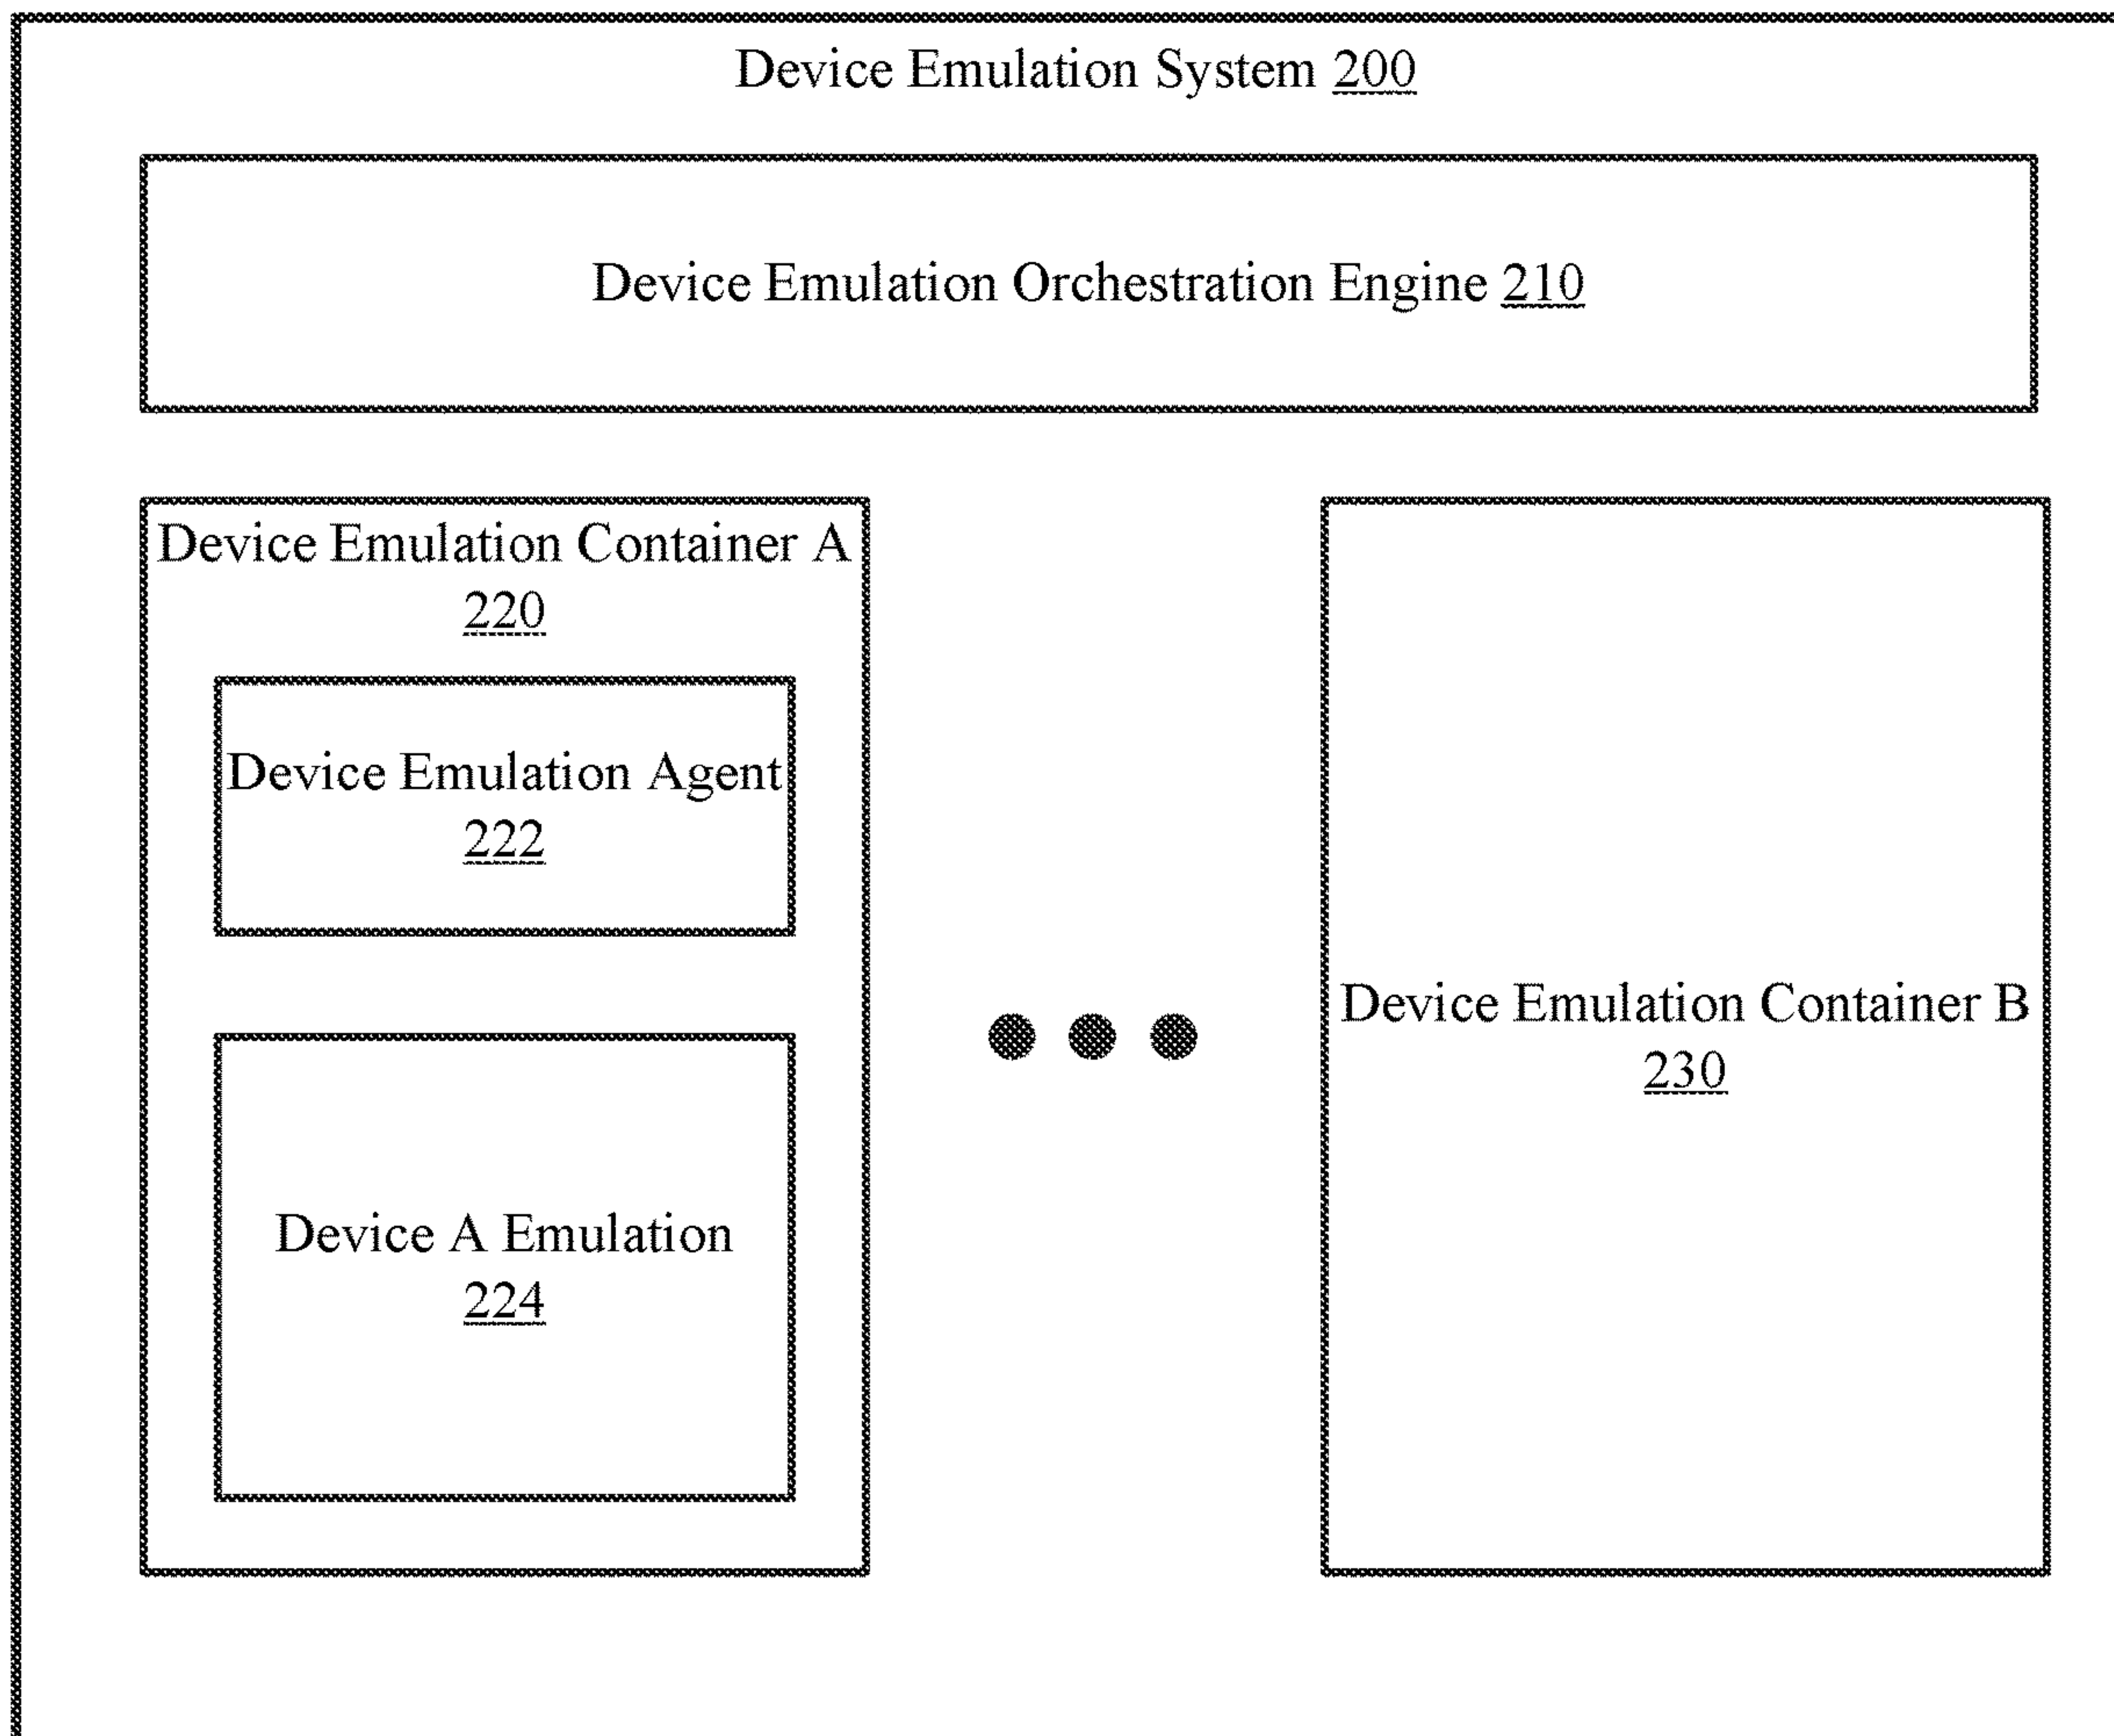 Device Emulation System 200
Device Emulation Orchestration Engine 210
Device Emulation Container A
220
Device Emulation Agent
222
Device A Emulation
224
Device Emulation Container B
230